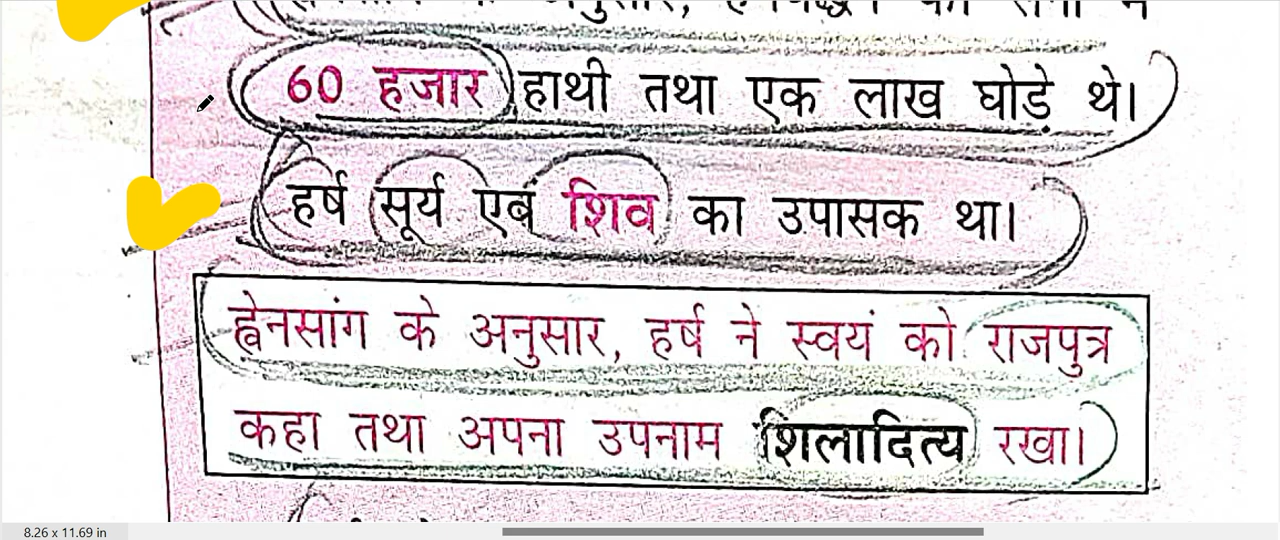 60 हजार हाथी तथा एक लाख घोड़े थे।
हर्ष सूर्य एबं शिव का उपासक था।
ह्वेनसांग के अनुसार, हर्ष ने स्वयं को राजपुत्र
कहा तथा अपना उपनाम शिलादित्य रखा।
8.26 x 11.69 in